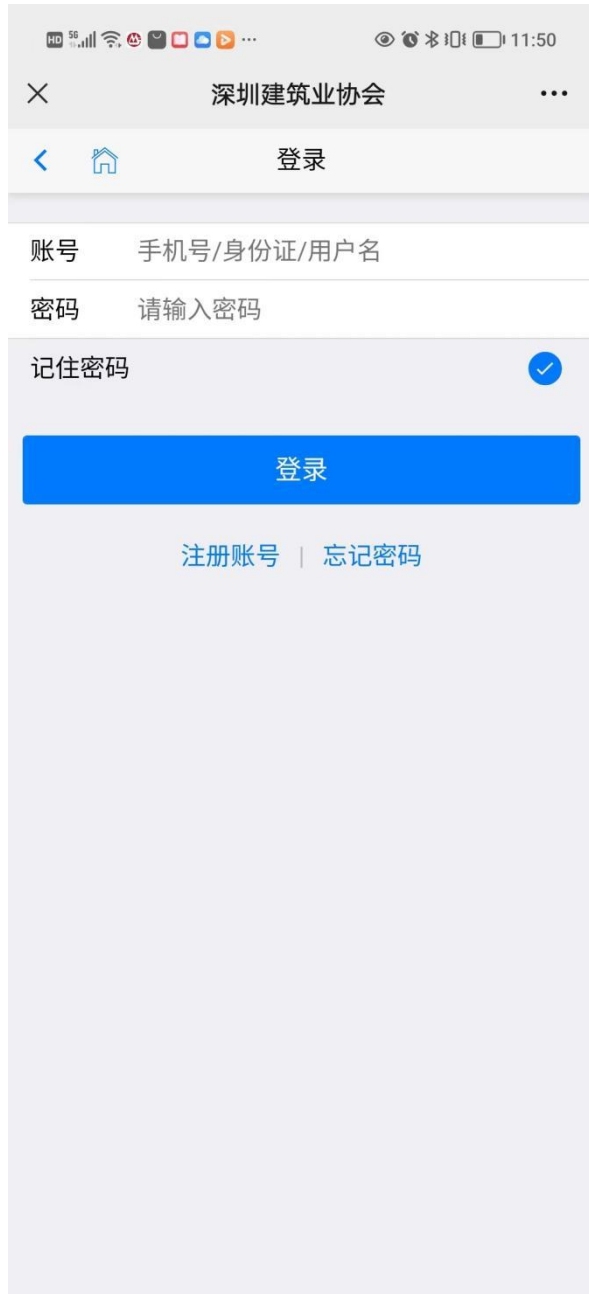 HD 5G 11:50
深圳建筑业协会
登录
账号 手机号/身份证/用户名
密码 请输入密码
记住密码
登录
注册账号 | 忘记密码